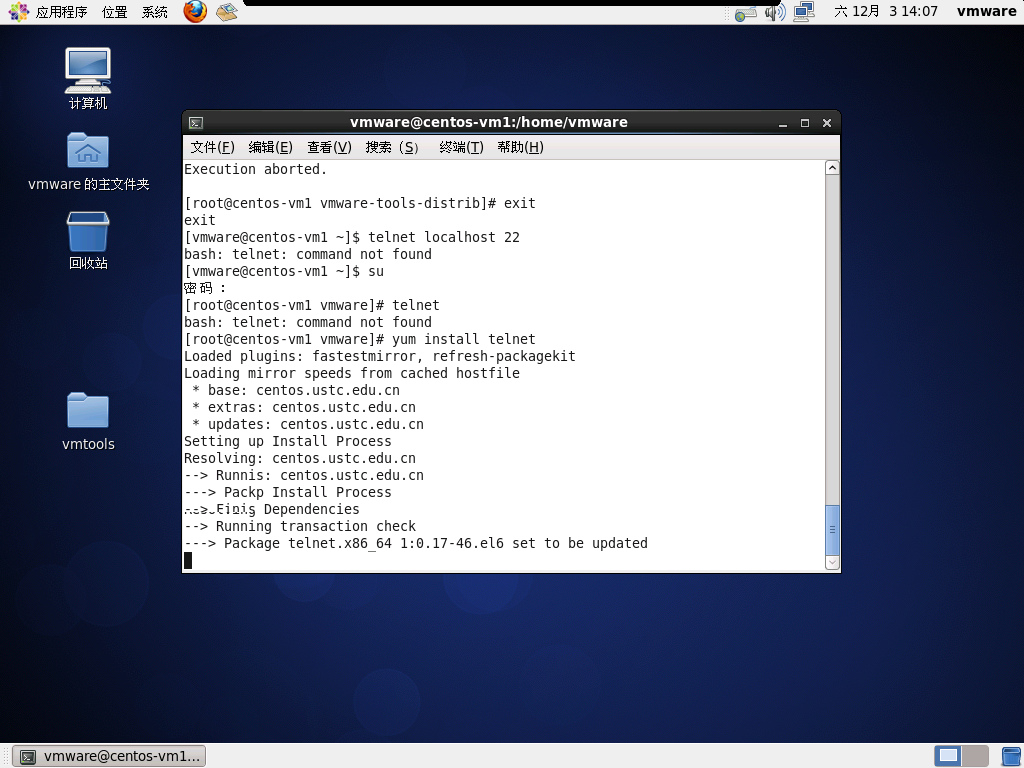 应用程序 位置 系统 六 12月 3 14:07 vmware
计算机
vmware 的主文件夹
回收站
vmtools
vmware@centos-vm1:/home/vmware
文件(F) 编辑(E) 查看(V) 搜索（S） 终端(T) 帮助(H)
Execution aborted.
[root@centos-vm1 vmware-tools-distrib]# exit
exit
[vmware@centos-vm1 ~]$ telnet localhost 22
bash: telnet: command not found
[vmware@centos-vm1 ~]$ su
密码：
[root@centos-vm1 vmware]# telnet
bash: telnet: command not found
[root@centos-vm1 vmware]# yum install telnet
Loaded plugins: fastestmirror, refresh-packagekit
Loading mirror speeds from cached hostfile
 * base: centos.ustc.edu.cn
 * extras: centos.ustc.edu.cn
 * updates: centos.ustc.edu.cn
Setting up Install Process
Resolving: centos.ustc.edu.cn
--> Runnis: centos.ustc.edu.cn
---> Packp Install Process
Dependencies
--> Running transaction check
---> Package telnet.x86_64 1:0.17-46.el6 set to be updated
vmware@centos-vm1...